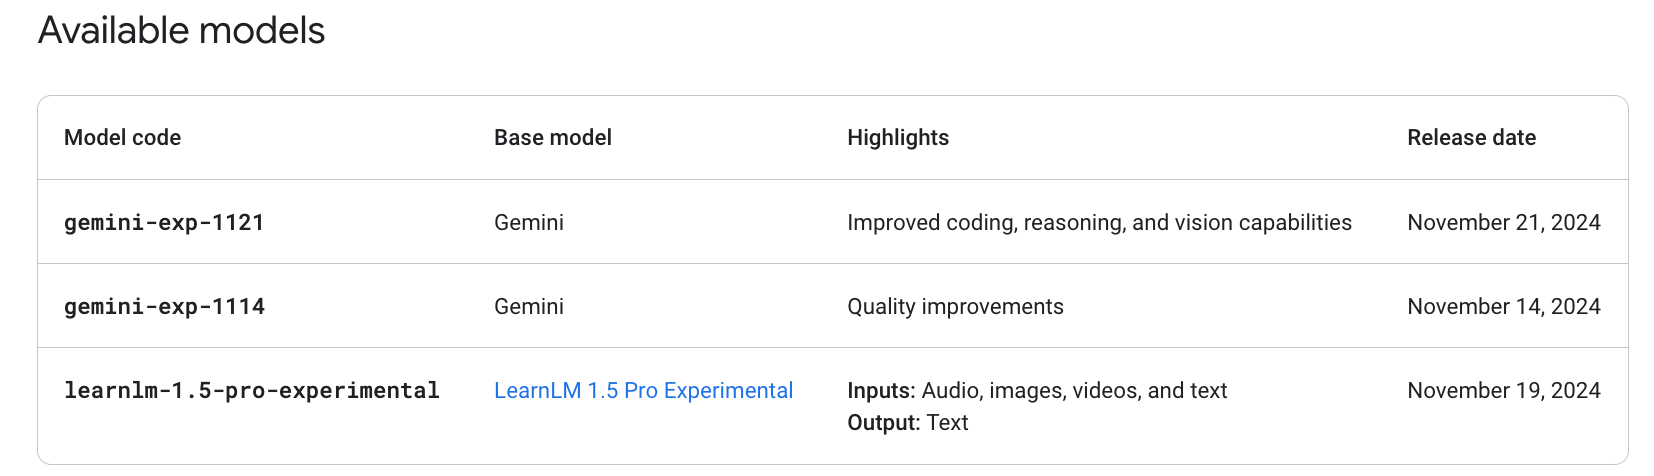 Available models
Model code Base model Highlights Release date
gemini-exp-1121 Gemini Improved coding, reasoning, and vision capabilities November 21, 2024
gemini-exp-1114 Gemini Quality improvements November 14, 2024
learnlm-1.5-pro-experimental LearnLM 1.5 Pro Experimental Inputs: Audio, images, videos, and text November 19, 2024
Output: Text